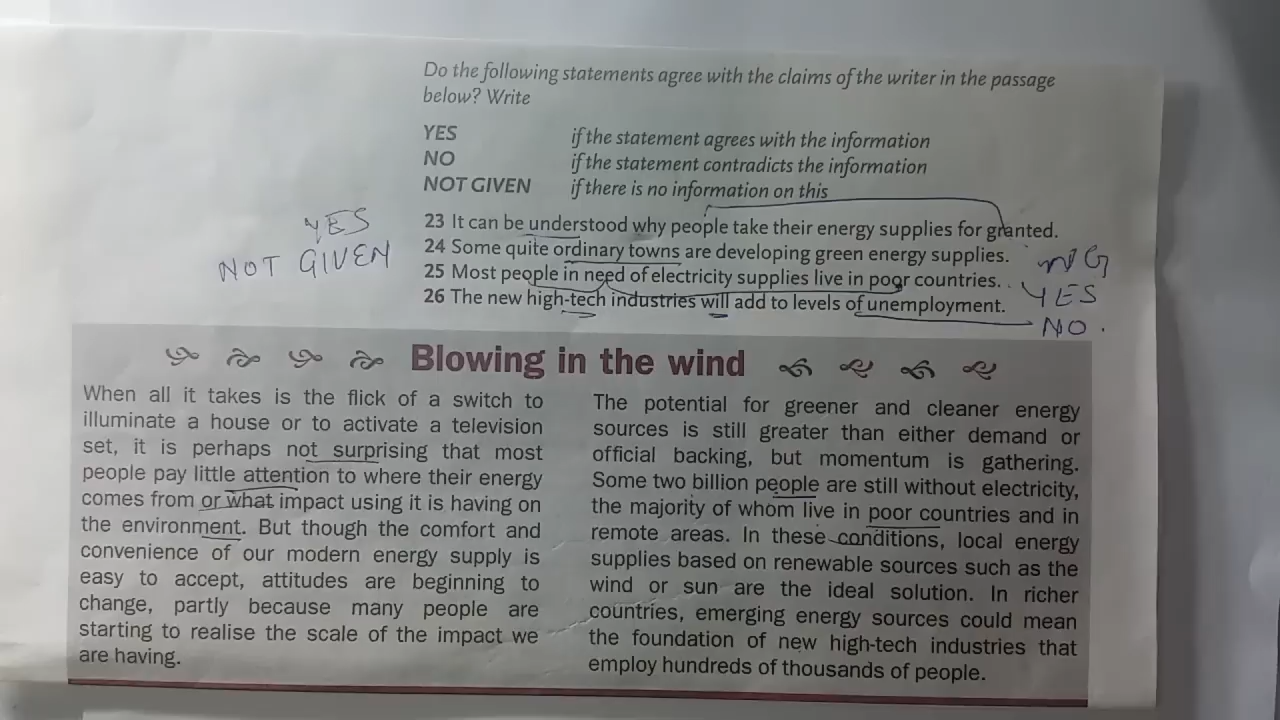 Do the following statements agree with the claims of the writer in the passage
below? Write
YES if the statement agrees with the information
NO if the statement contradicts the information
NOT GIVEN if there is no information on this
YES
23 It can be understood why people take their energy supplies for granted.
NOT GIVEN
24 Some quite ordinary towns are developing green energy supplies.
NG
25 Most people in need of electricity supplies live in poor countries.
YES
26 The new high-tech industries will add to levels of unemployment.
NO.
Blowing in the wind
When all it takes is the flick of a switch to
illuminate a house or to activate a television
set, it is perhaps not surprising that most
people pay little attention to where their energy
comes from or what impact using it is having on
the environment. But though the comfort and
convenience of our modern energy supply is
easy to accept, attitudes are beginning to
change, partly because many people are
starting to realise the scale of the impact we
are having.
The potential for greener and cleaner energy
sources is still greater than either demand or
official backing, but momentum is gathering.
Some two billion people are still without electricity,
the majority of whom live in poor countries and in
remote areas. In these conditions, local energy
supplies based on renewable sources such as the
wind or sun are the ideal solution. In richer
countries, emerging energy sources could mean
the foundation of new high-tech industries that
employ hundreds of thousands of people.